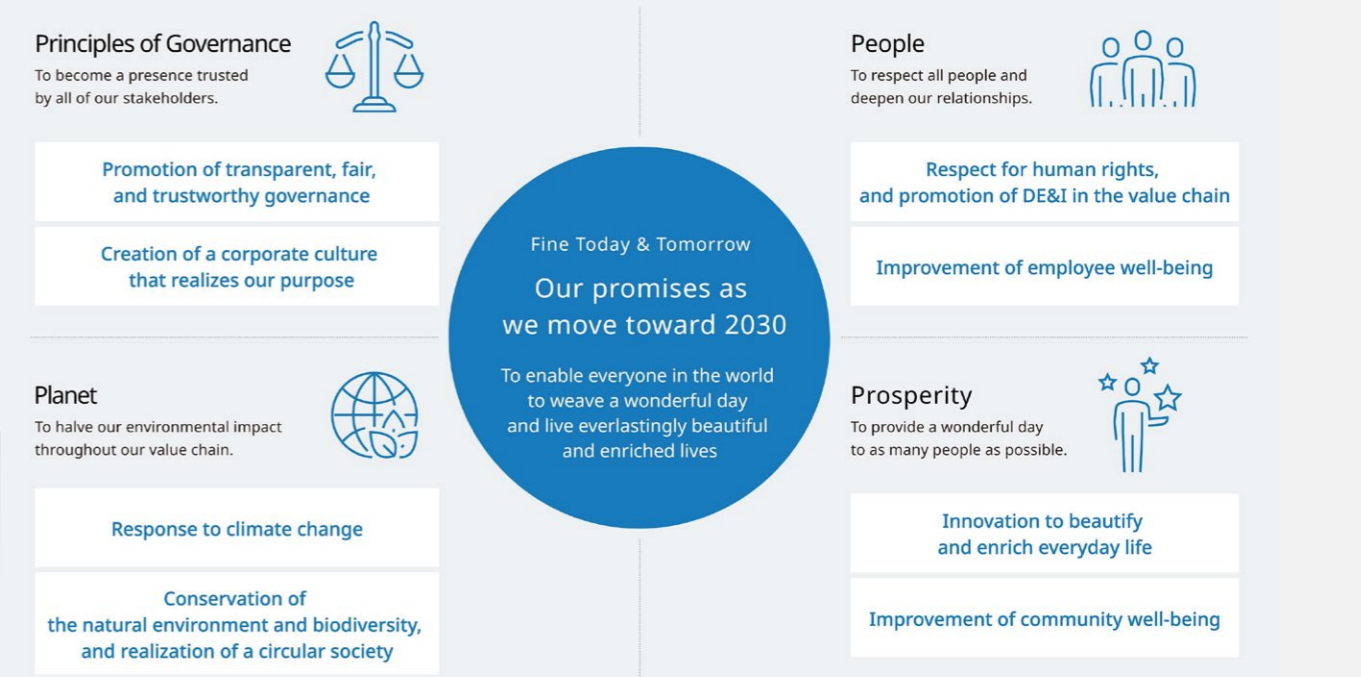 Principles of Governance
To become a presence trusted
by all of our stakeholders.
Promotion of transparent, fair,
and trustworthy governance
Creation of a corporate culture
that realizes our purpose
People
To respect all people and
deepen our relationships.
Respect for human rights,
and promotion of DE&I in the value chain
Improvement of employee well-being
Fine Today & Tomorrow
Our promises as
we move toward 2030
To enable everyone in the world
to weave a wonderful day
and live everlastingly beautiful
and enriched lives
Planet
To halve our environmental impact
throughout our value chain.
Response to climate change
Conservation of
the natural environment and biodiversity,
and realization of a circular society
Prosperity
To provide a wonderful day
to as many people as possible.
Innovation to beautify
and enrich everyday life
Improvement of community well-being